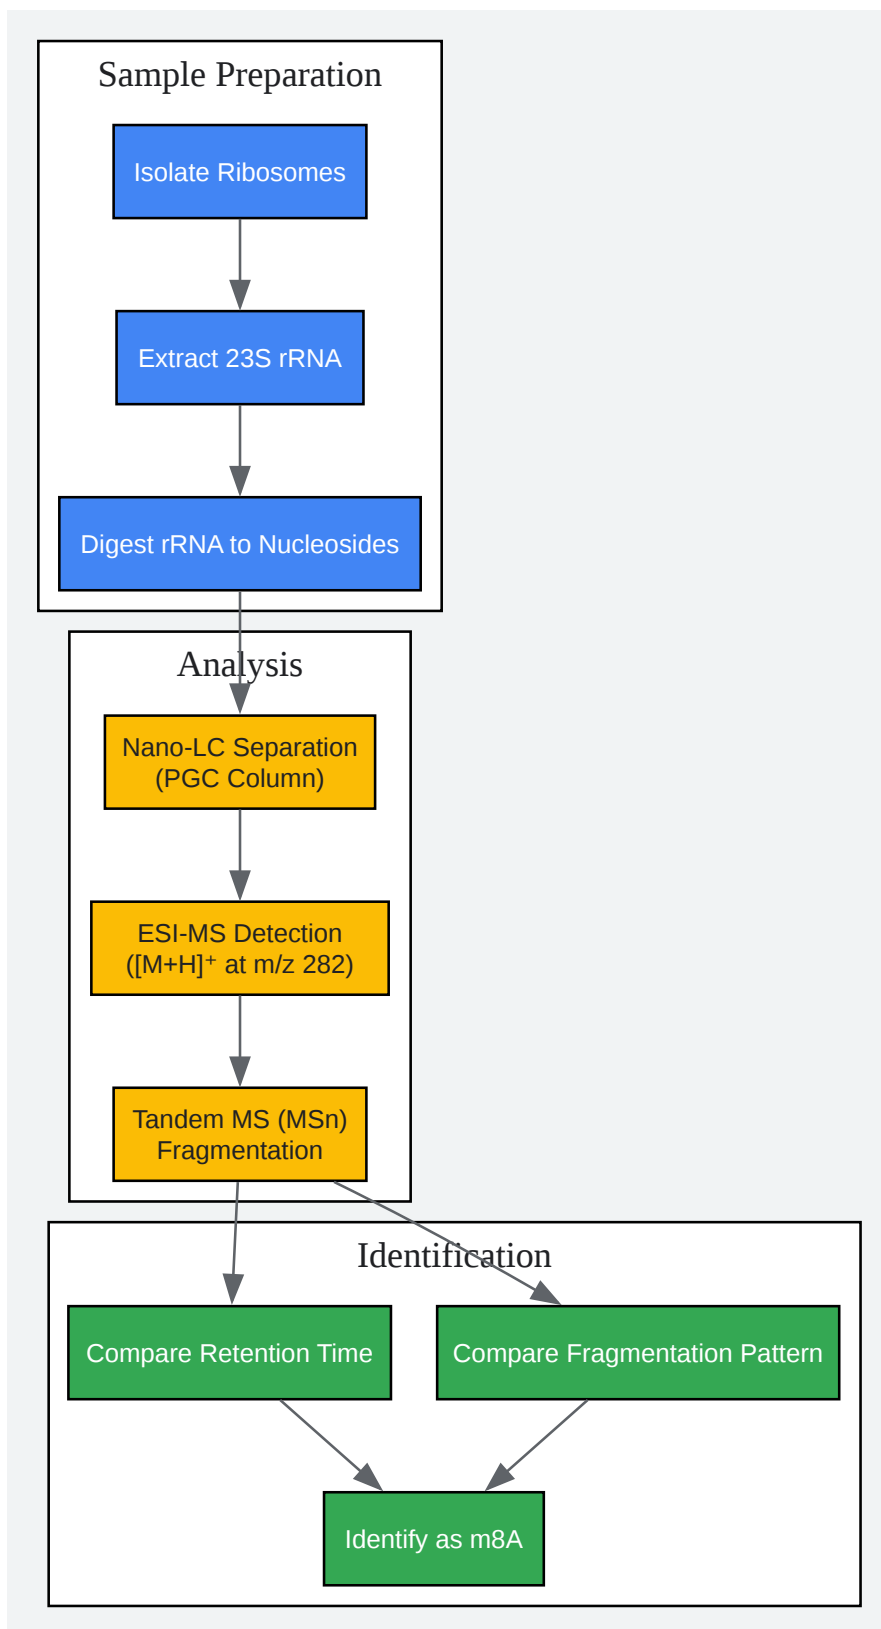 Sample Preparation
Isolate Ribosomes
Extract 23S rRNA
Digest rRNA to Nucleosides
Analysis
Nano-LC Separation
(PGC Column)
ESI-MS Detection
([M+H]⁺ at m/z 282)
Tandem MS (MSn)
Fragmentation
Identification
Compare Retention Time
Compare Fragmentation Pattern
Identify as m8A